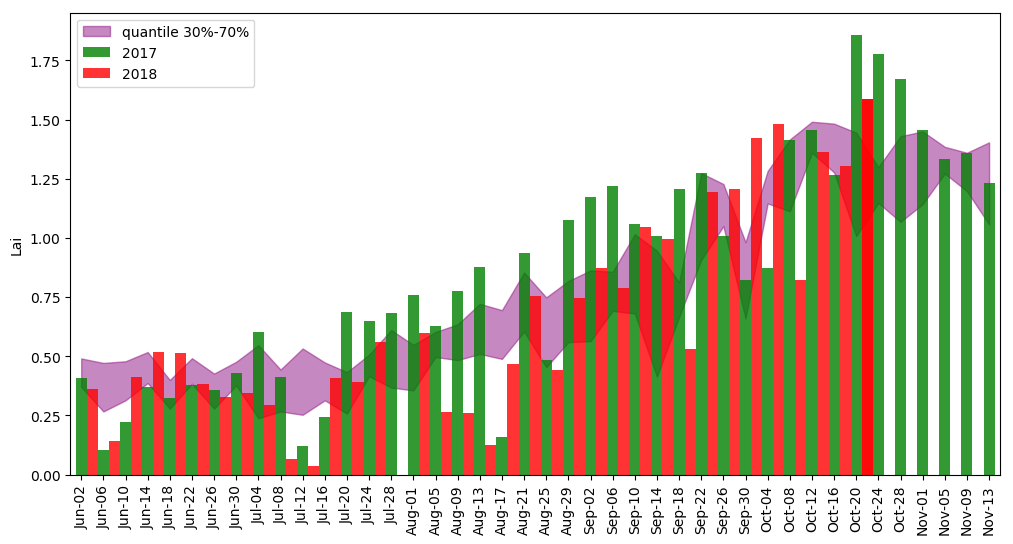 quantile 30%-70%
2017
2018
Lai
1.75
1.50
1.25
1.00
0.75
0.50
0.25
0.00
Jun-02
Jun-06
Jun-10
Jun-14
Jun-18
Jun-22
Jun-26
Jun-30
Jul-04
Jul-08
Jul-12
Jul-16
Jul-20
Jul-24
Jul-28
Aug-01
Aug-05
Aug-09
Aug-13
Aug-17
Aug-21
Aug-25
Aug-29
Sep-02
Sep-06
Sep-10
Sep-14
Sep-18
Sep-22
Sep-26
Sep-30
Oct-04
Oct-08
Oct-12
Oct-16
Oct-20
Oct-24
Oct-28
Nov-01
Nov-05
Nov-09
Nov-13